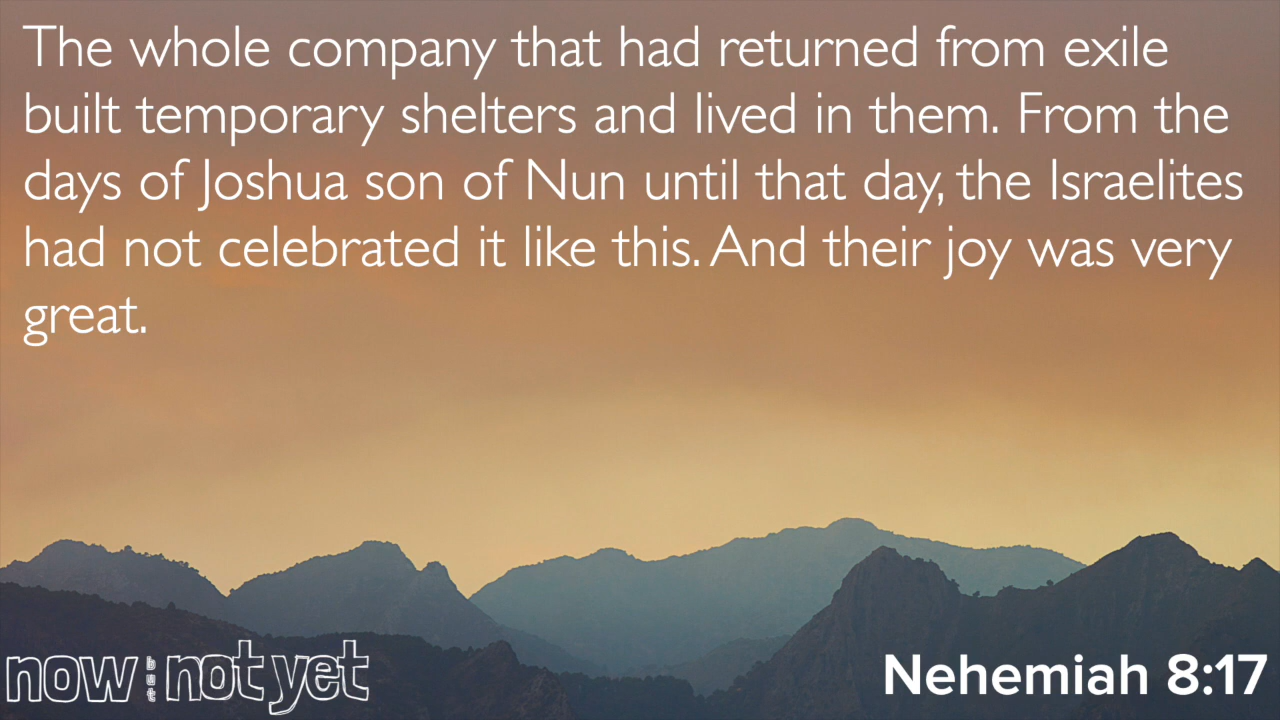 The whole company that had returned from exile
built temporary shelters and lived in them. From the
days of Joshua son of Nun until that day, the Israelites
had not celebrated it like this. And their joy was very
great.
now but not yet
Nehemiah 8:17